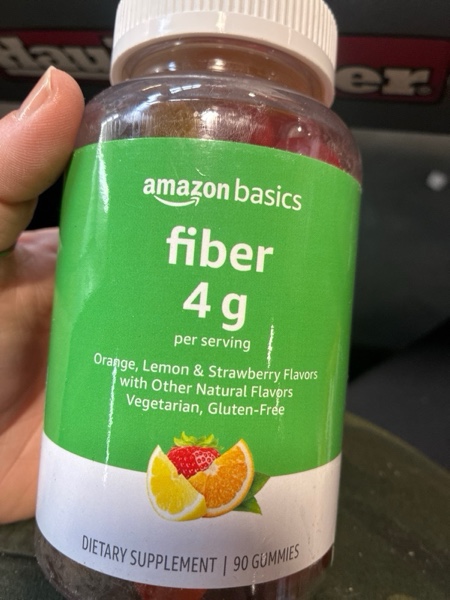 amazon basics
fiber
4 g
per serving
Orange, Lemon & Strawberry Flavors
with Other Natural Flavors
Vegetarian, Gluten-Free
DIETARY SUPPLEMENT | 90 GUMMIES